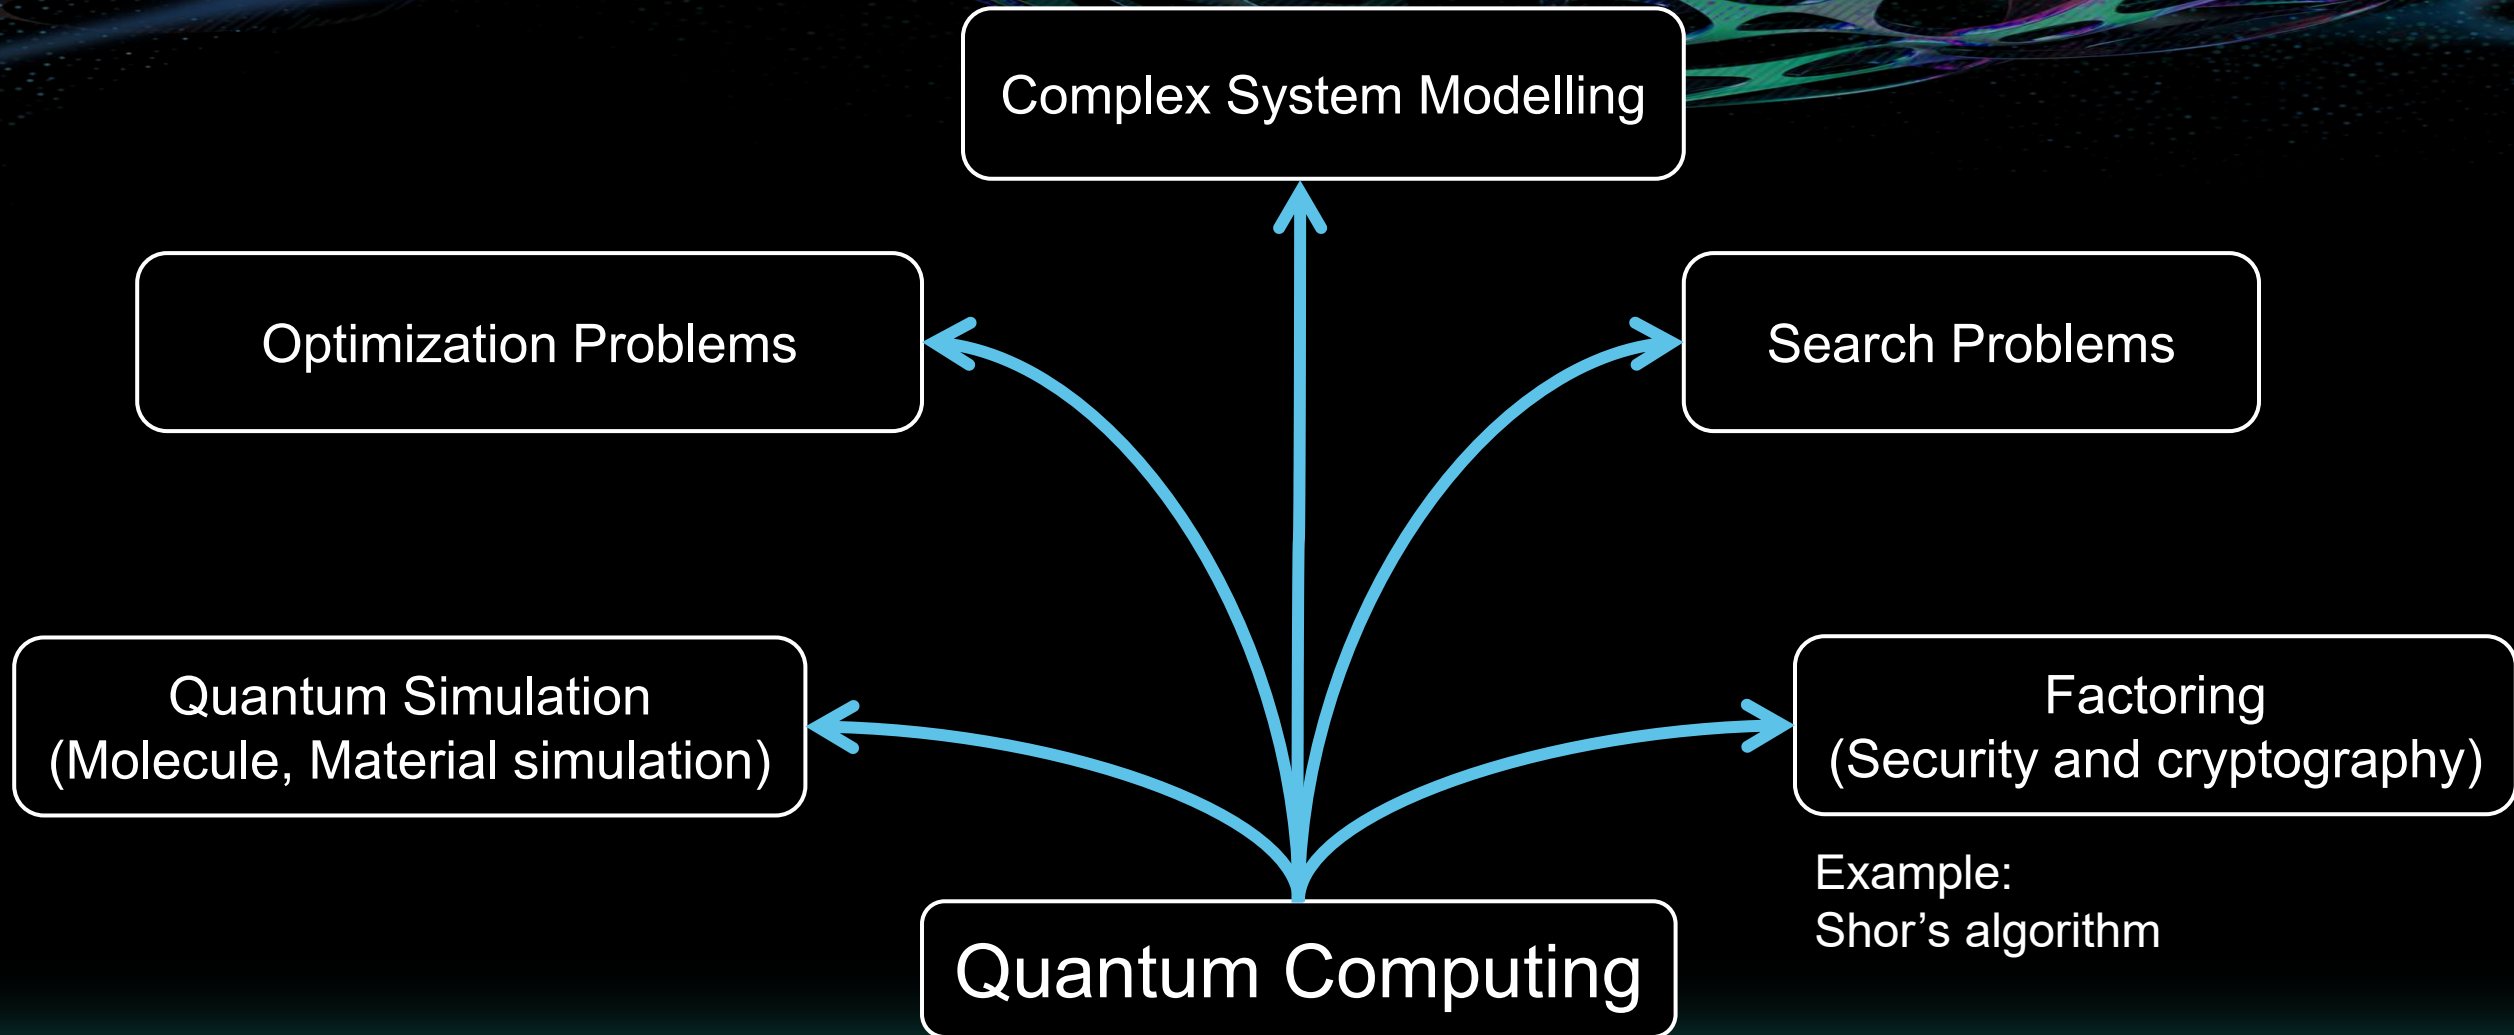 Complex System Modelling
Optimization Problems
Search Problems
Quantum Simulation
(Molecule, Material simulation)
Factoring
(Security and cryptography)
Example:
Shor’s algorithm
Quantum Computing